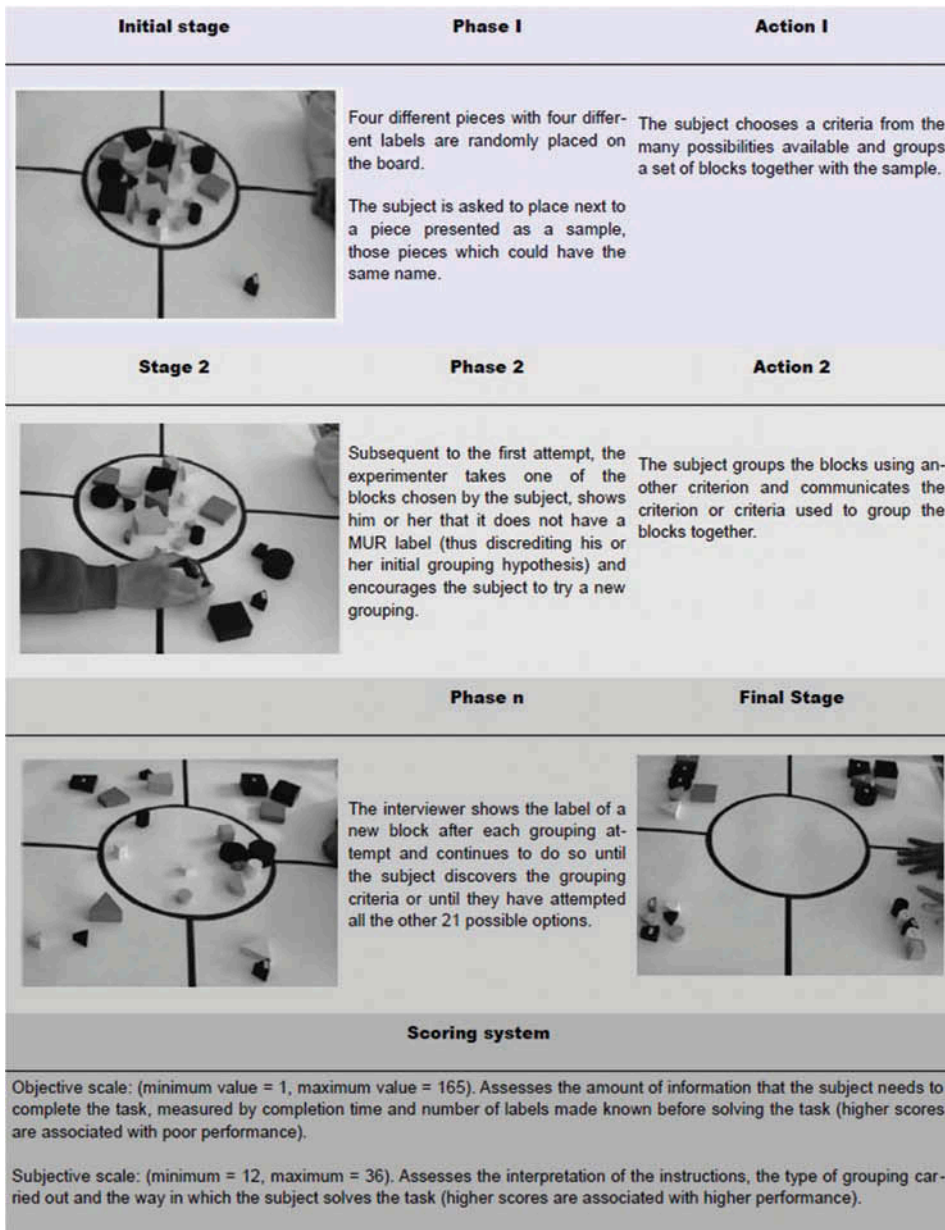 Initial stage
Phase I
Action I
Four different pieces with four differ-
ent labels are randomly placed on
the board.
The subject is asked to place next to
a piece presented as a sample,
those pieces which could have the
same name.
The subject chooses a criteria from the
many possibilities available and groups
a set of blocks together with the sample.
Stage 2
Phase 2
Action 2
Subsequent to the first attempt, the
experimenter takes one of the
blocks chosen by the subject, shows
him or her that it does not have a
MUR label (thus discrediting his or
her initial grouping hypothesis) and
encourages the subject to try a new
grouping.
The subject groups the blocks using an-
other criterion and communicates the
criterion or criteria used to group the
blocks together.
Phase n
Final Stage
The interviewer shows the label of a
new block after each grouping at-
tempt and continues to do so until
the subject discovers the grouping
criteria or until they have attempted
all the other 21 possible options.
Scoring system
Objective scale: (minimum value = 1, maximum value = 165). Assesses the amount of information that the subject needs to
complete the task, measured by completion time and number of labels made known before solving the task (higher scores
are associated with poor performance).
Subjective scale: (minimum = 12, maximum = 36). Assesses the interpretation of the instructions, the type of grouping car-
ried out and the way in which the subject solves the task (higher scores are associated with higher performance).